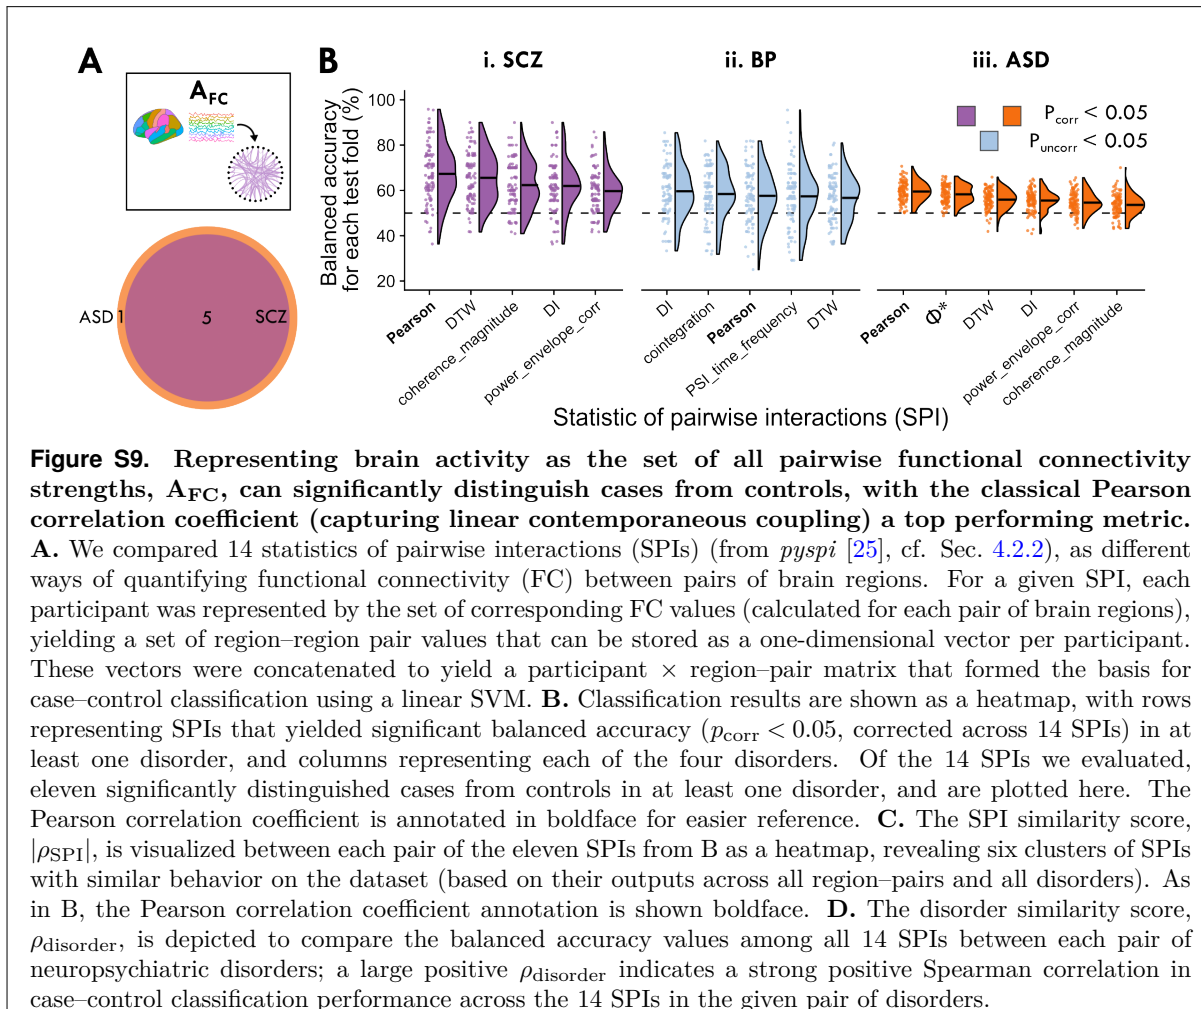 A
B
i. SCZ
ii. BP
iii. ASD
A_FC
Balanced accuracy
for each test fold (%)
100
80
60
40
20
P_corr < 0.05
P_uncorr < 0.05
ASD 1
5
SCZ
Pearson
DTW
coherence_magnitude
DI
power_envelope_corr
DI
cointegration
Pearson
PSI_time_frequency
DTW
Pearson
Φ*
DTW
DI
power_envelope_corr
coherence_magnitude
Statistic of pairwise interactions (SPI)
Figure S9. Representing brain activity as the set of all pairwise functional connectivity
strengths, A_FC, can significantly distinguish cases from controls, with the classical Pearson
correlation coefficient (capturing linear contemporaneous coupling) a top performing metric.
A. We compared 14 statistics of pairwise interactions (SPIs) (from pyspi [25], cf. Sec. 4.2.2), as different
ways of quantifying functional connectivity (FC) between pairs of brain regions. For a given SPI, each
participant was represented by the set of corresponding FC values (calculated for each pair of brain regions),
yielding a set of region–region pair values that can be stored as a one-dimensional vector per participant.
These vectors were concatenated to yield a participant × region–pair matrix that formed the basis for
case–control classification using a linear SVM. B. Classification results are shown as a heatmap, with rows
representing SPIs that yielded significant balanced accuracy (p_corr < 0.05, corrected across 14 SPIs) in at
least one disorder, and columns representing each of the four disorders. Of the 14 SPIs we evaluated,
eleven significantly distinguished cases from controls in at least one disorder, and are plotted here. The
Pearson correlation coefficient is annotated in boldface for easier reference. C. The SPI similarity score,
|ρ_SPI|, is visualized between each pair of the eleven SPIs from B as a heatmap, revealing six clusters of SPIs
with similar behavior on the dataset (based on their outputs across all region–pairs and all disorders). As
in B, the Pearson correlation coefficient annotation is shown boldface. D. The disorder similarity score,
ρ_disorder, is depicted to compare the balanced accuracy values among all 14 SPIs between each pair of
neuropsychiatric disorders; a large positive ρ_disorder indicates a strong positive Spearman correlation in
case–control classification performance across the 14 SPIs in the given pair of disorders.